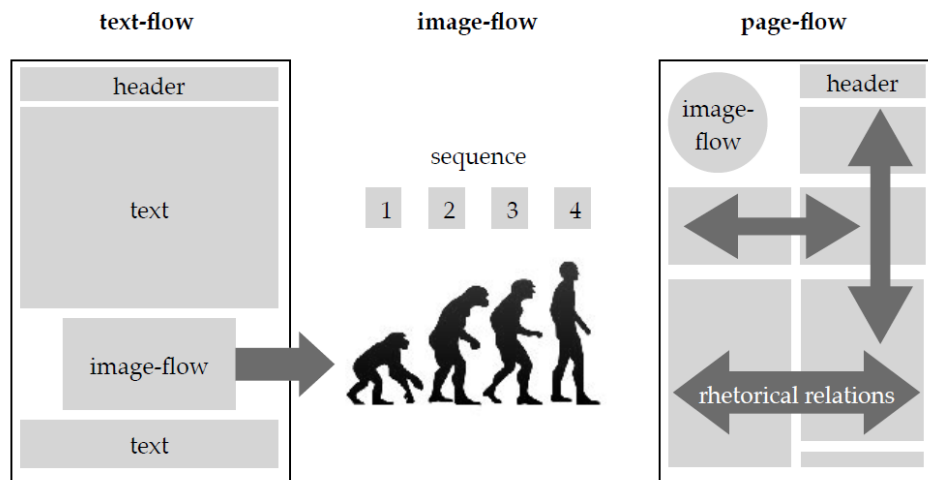 text-flow
header
text
image-flow
text
image-flow
sequence
1 2 3 4
page-flow
image-
flow
header
rhetorical relations